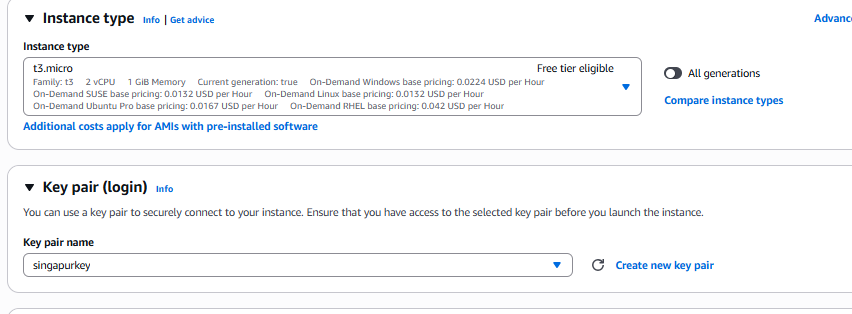 Instance type Info | Get advice
Advanc
Instance type
t3.micro Free tier eligible
Family: t3 2 vCPU 1 GiB Memory Current generation: true On-Demand Windows base pricing: 0.0224 USD per Hour
On-Demand SUSE base pricing: 0.0132 USD per Hour On-Demand Linux base pricing: 0.0132 USD per Hour
On-Demand Ubuntu Pro base pricing: 0.0167 USD per Hour On-Demand RHEL base pricing: 0.042 USD per Hour
All generations
Compare instance types
Additional costs apply for AMIs with pre-installed software
Key pair (login) Info
You can use a key pair to securely connect to your instance. Ensure that you have access to the selected key pair before you launch the instance.
Key pair name
singapurkey
Create new key pair